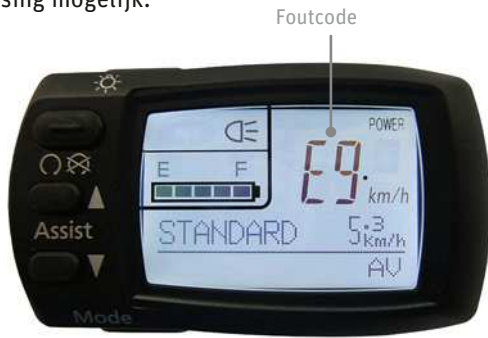 sing mogelijk.
Foutcode
POWER
E F
E9.
km/h
Assist
STANDARD 5.3
km/h
AV
Mode